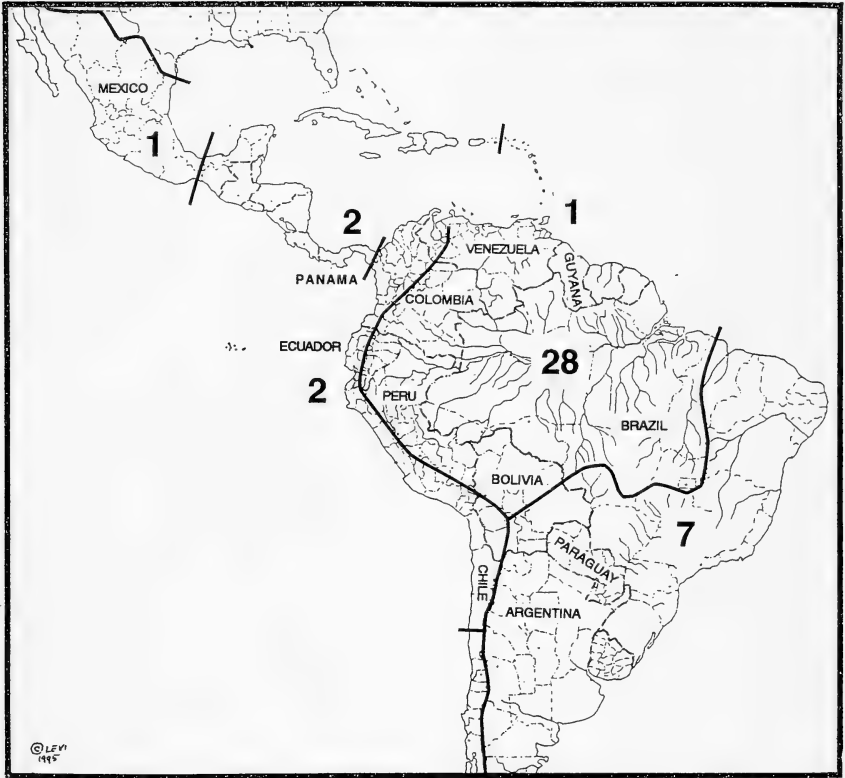 MEXICO
1
2
1
VENEZUELA
GUYANA
PANAMA
COLOMBIA
ECUADOR
28
2
PERU
BRAZIL
BOLIVIA
7
PARAGUAY
CHILE
ARGENTINA
© LEVI
1995